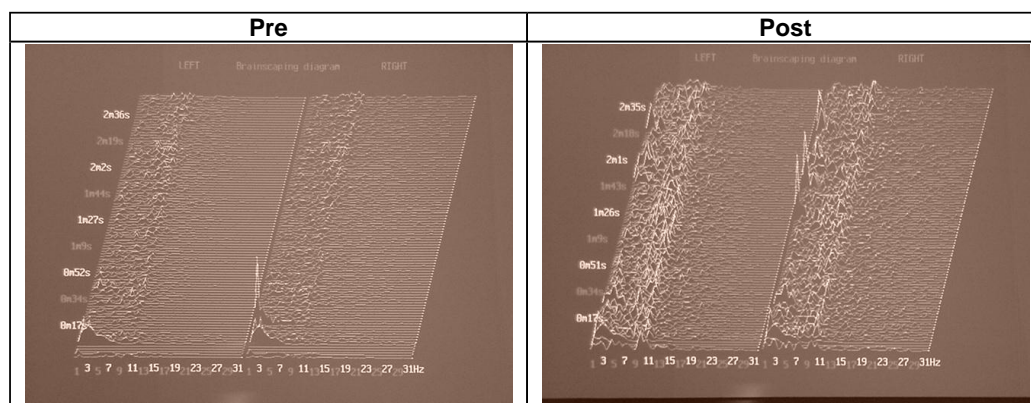 Pre Post
LEFT Brainscaping diagram RIGHT
2m36s
2m19s
2m2s
1m44s
1m27s
1m9s
0m52s
0m34s
0m17s
1 3 5 7 9 11 13 15 17 19 21 23 25 27 29 31 1 3 5 7 9 11 13 15 17 19 21 23 25 27 29 31Hz
LEFT Brainscaping diagram RIGHT
2m35s
2m18s
2m1s
1m43s
1m26s
1m9s
0m51s
0m34s
0m17s
1 3 5 7 9 11 13 15 17 19 21 23 25 27 29 31 1 3 5 7 9 11 13 15 17 19 21 23 25 27 29 31Hz